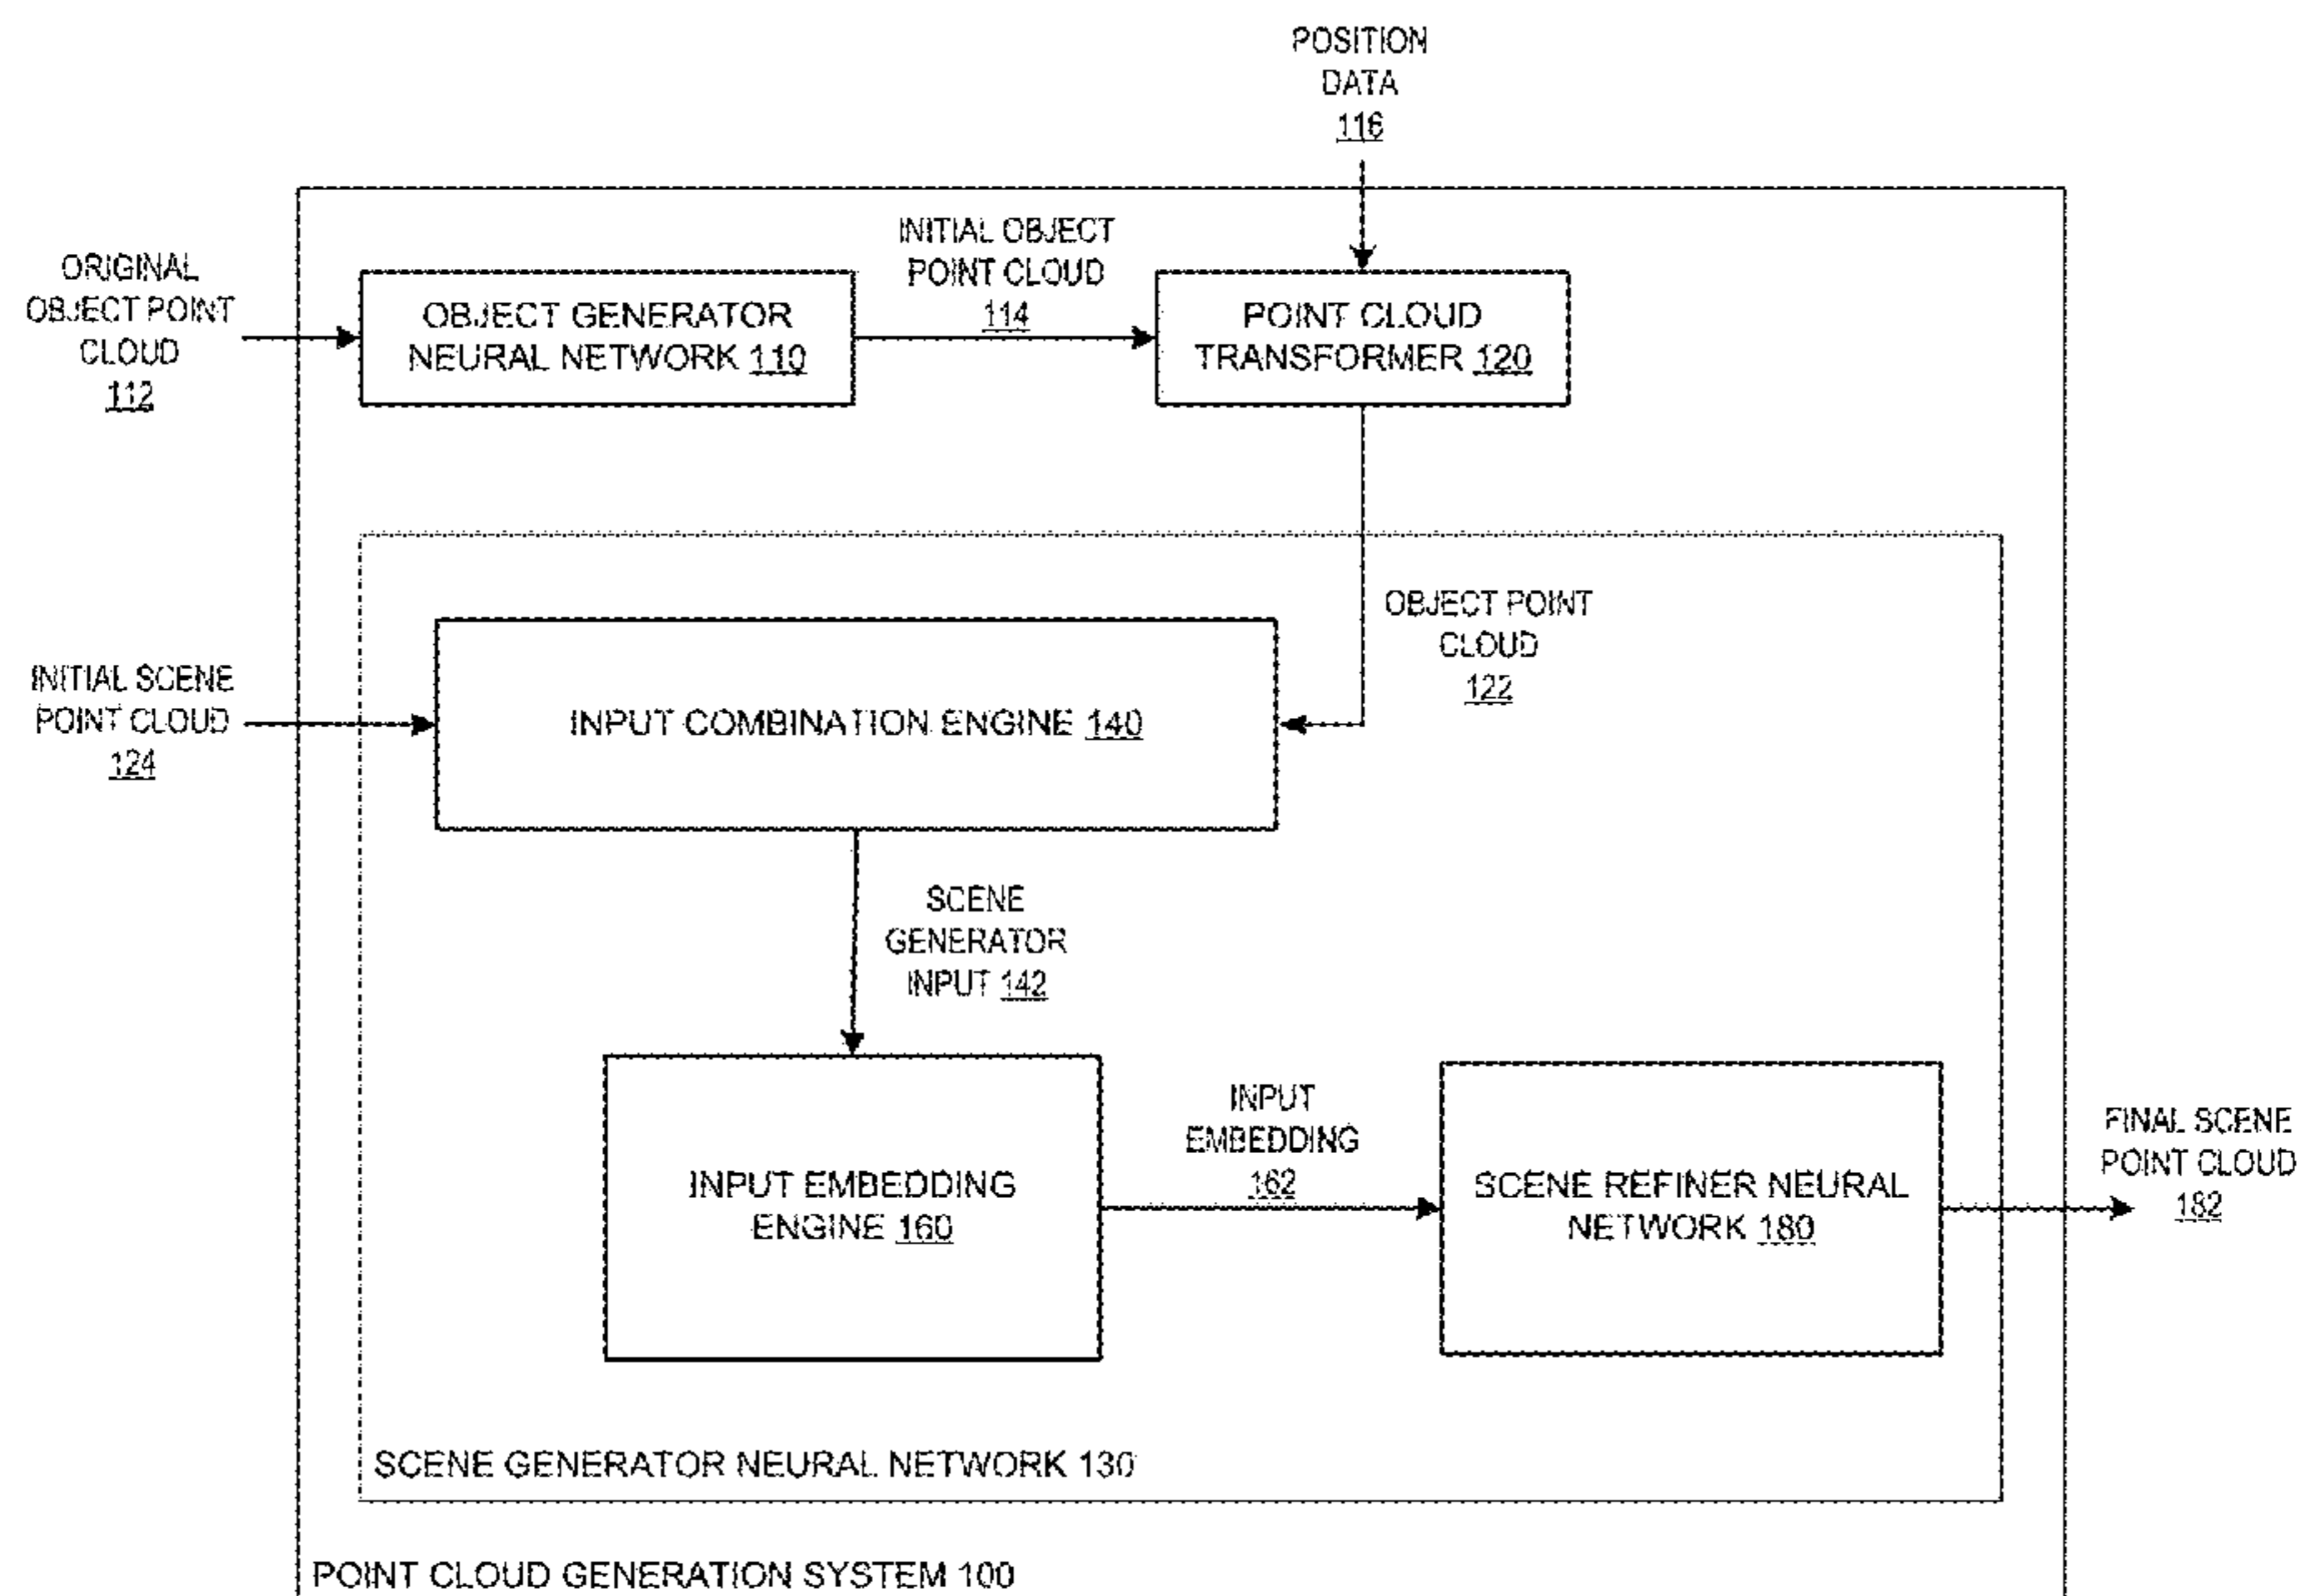 POSITION
DATA
116
ORIGINAL
OBJECT POINT
CLOUD
112
OBJECT GENERATOR
NEURAL NETWORK 110
INITIAL OBJECT
POINT CLOUD
114
POINT CLOUD
TRANSFORMER 120
OBJECT POINT
CLOUD
122
INITIAL SCENE
POINT CLOUD
124
INPUT COMBINATION ENGINE 140
SCENE
GENERATOR
INPUT 142
INPUT EMBEDDING
ENGINE 160
INPUT
EMBEDDING
162
SCENE REFINER NEURAL
NETWORK 180
FINAL SCENE
POINT CLOUD
182
SCENE GENERATOR NEURAL NETWORK 130
POINT CLOUD GENERATION SYSTEM 100